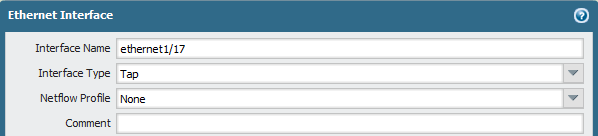 Ethernet Interface
Interface Name ethernet1/17
Interface Type Tap
Netflow Profile None
Comment